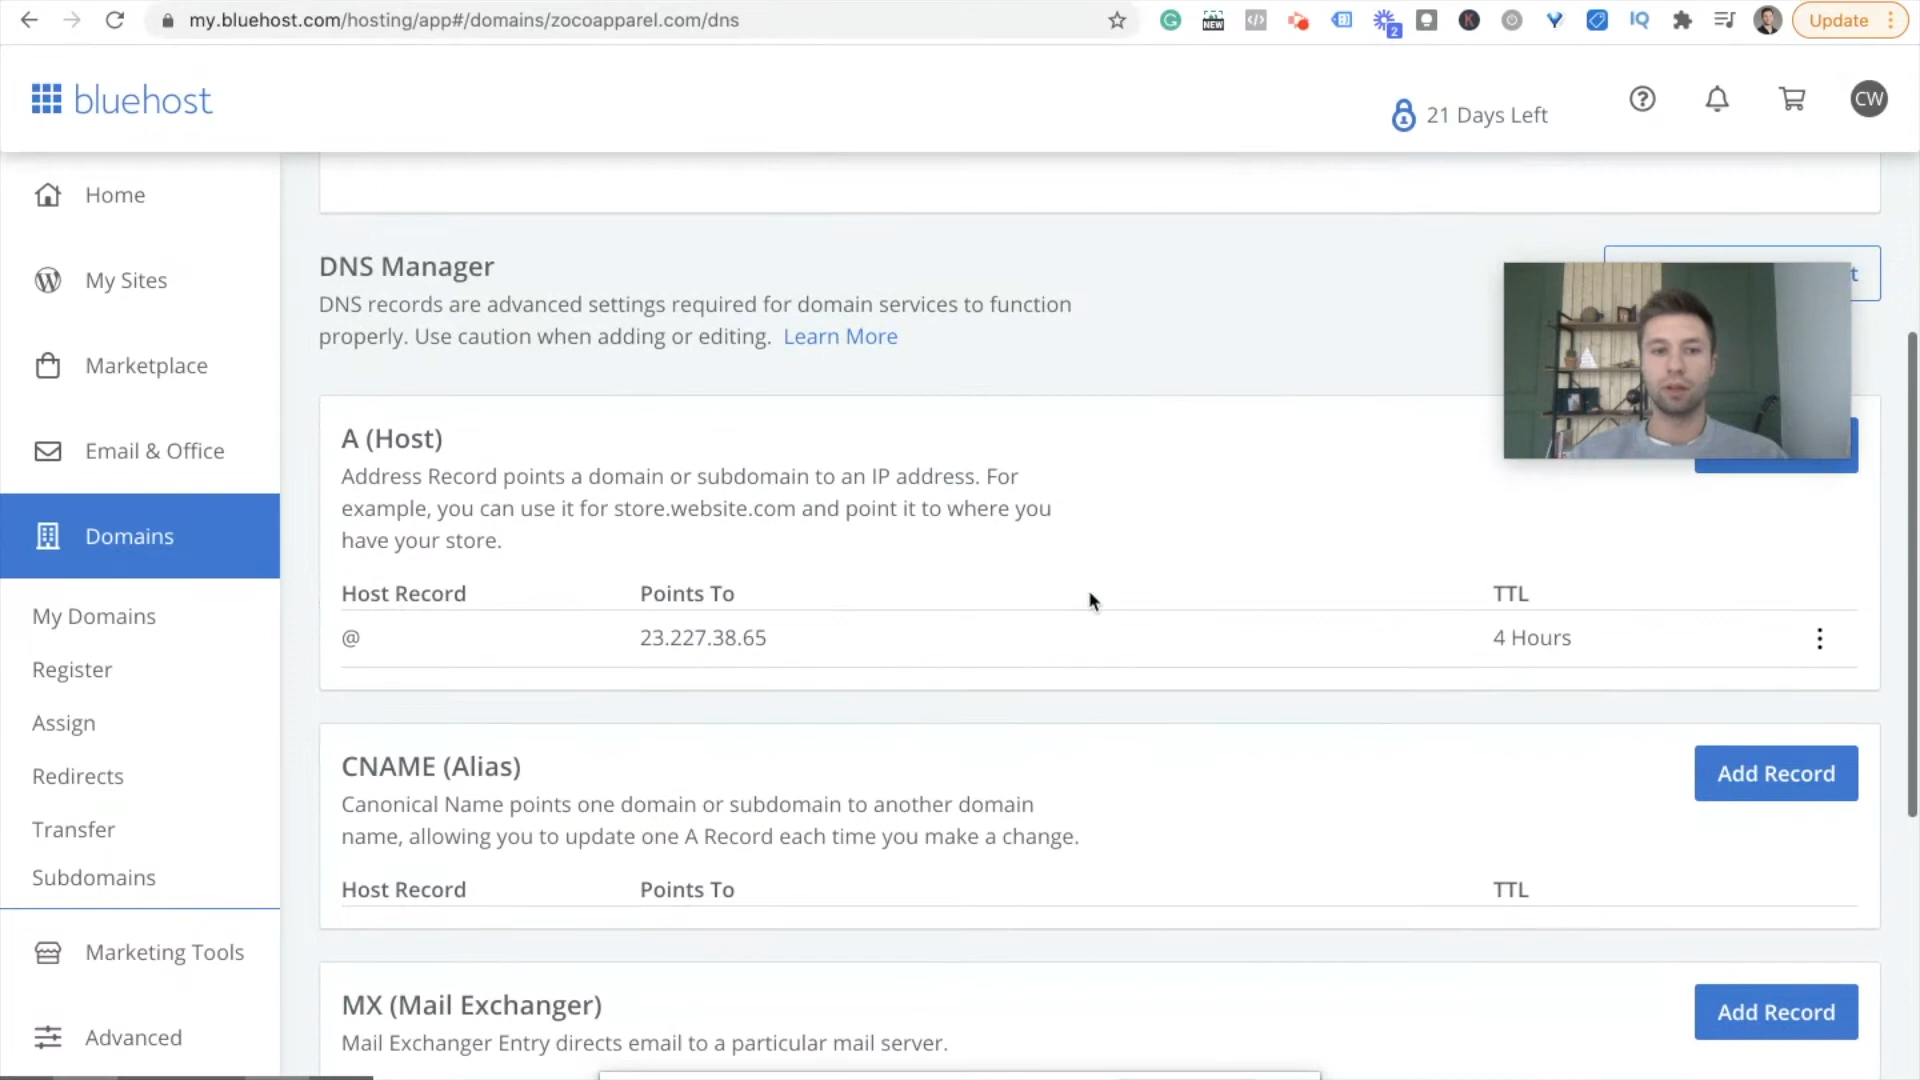 my.bluehost.com/hosting/app#/domains/zocoapparel.com/dns
NEW
2
K
IQ
Update
bluehost
21 Days Left
CW
Home
My Sites
Marketplace
Email & Office
Domains
My Domains
Register
Assign
Redirects
Transfer
Subdomains
Marketing Tools
Advanced
DNS Manager
DNS records are advanced settings required for domain services to function
properly. Use caution when adding or editing. Learn More
A (Host)
Address Record points a domain or subdomain to an IP address. For
example, you can use it for store.website.com and point it to where you
have your store.
Host Record Points To TTL
@ 23.227.38.65 4 Hours
CNAME (Alias)
Add Record
Canonical Name points one domain or subdomain to another domain
name, allowing you to update one A Record each time you make a change.
Host Record Points To TTL
MX (Mail Exchanger)
Add Record
Mail Exchanger Entry directs email to a particular mail server.